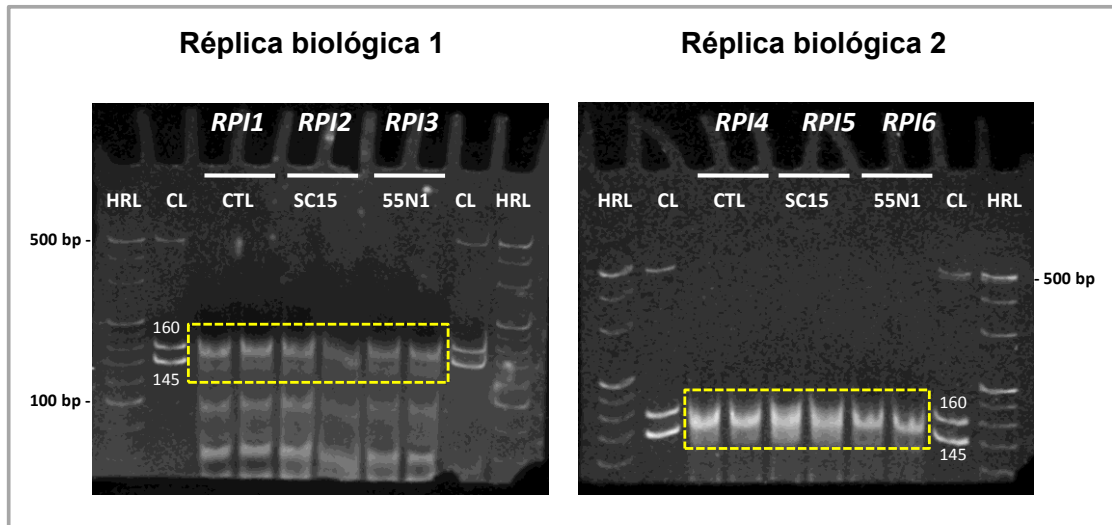 Réplica biológica 1
RPI1 RPI2 RPI3
HRL CL CTL SC15 55N1 CL HRL
500 bp -
160
145
100 bp -
Réplica biológica 2
RPI4 RPI5 RPI6
HRL CL CTL SC15 55N1 CL HRL
- 500 bp
160
145